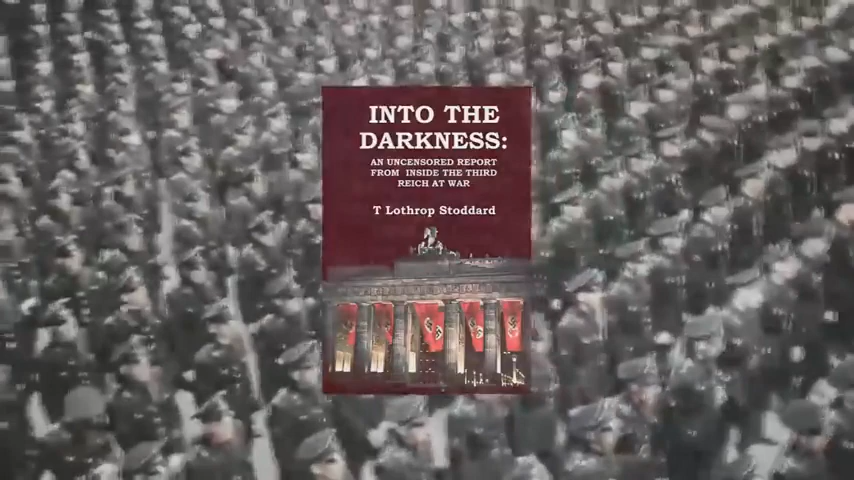 INTO THE
DARKNESS:
AN UNCENSORED REPORT
FROM INSIDE THE THIRD
REICH AT WAR
T Lothrop Stoddard